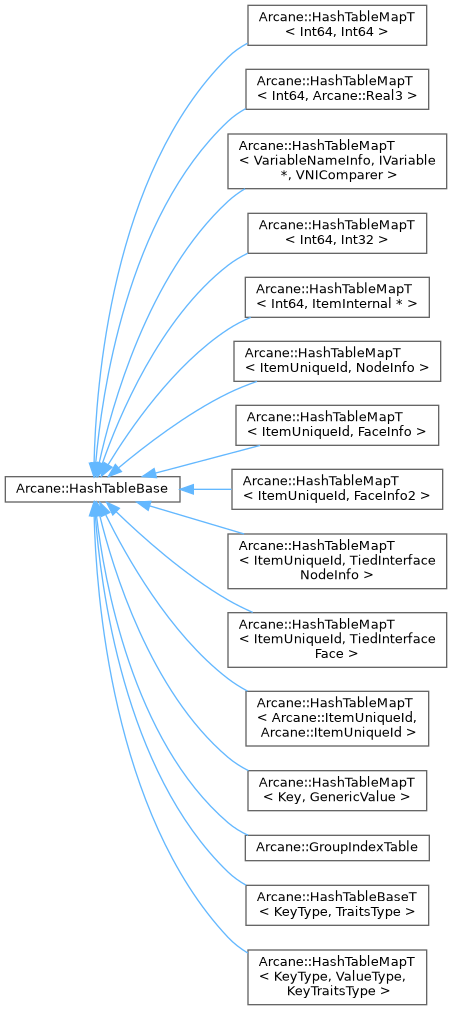 Arcane::HashTableMapT
< Int64, Int64 >
Arcane::HashTableMapT
< Int64, Arcane::Real3 >
Arcane::HashTableMapT
< VariableNameInfo, IVariable
*, VNIComparer >
Arcane::HashTableMapT
< Int64, Int32 >
Arcane::HashTableMapT
< Int64, ItemInternal * >
Arcane::HashTableMapT
< ItemUniqueId, NodeInfo >
Arcane::HashTableMapT
< ItemUniqueId, FaceInfo >
Arcane::HashTableBase
Arcane::HashTableMapT
< ItemUniqueId, FaceInfo2 >
Arcane::HashTableMapT
< ItemUniqueId, TiedInterface
NodeInfo >
Arcane::HashTableMapT
< ItemUniqueId, TiedInterface
Face >
Arcane::HashTableMapT
< Arcane::ItemUniqueId,
Arcane::ItemUniqueId >
Arcane::HashTableMapT
< Key, GenericValue >
Arcane::GroupIndexTable
Arcane::HashTableBaseT
< KeyType, TraitsType >
Arcane::HashTableMapT
< KeyType, ValueType,
KeyTraitsType >